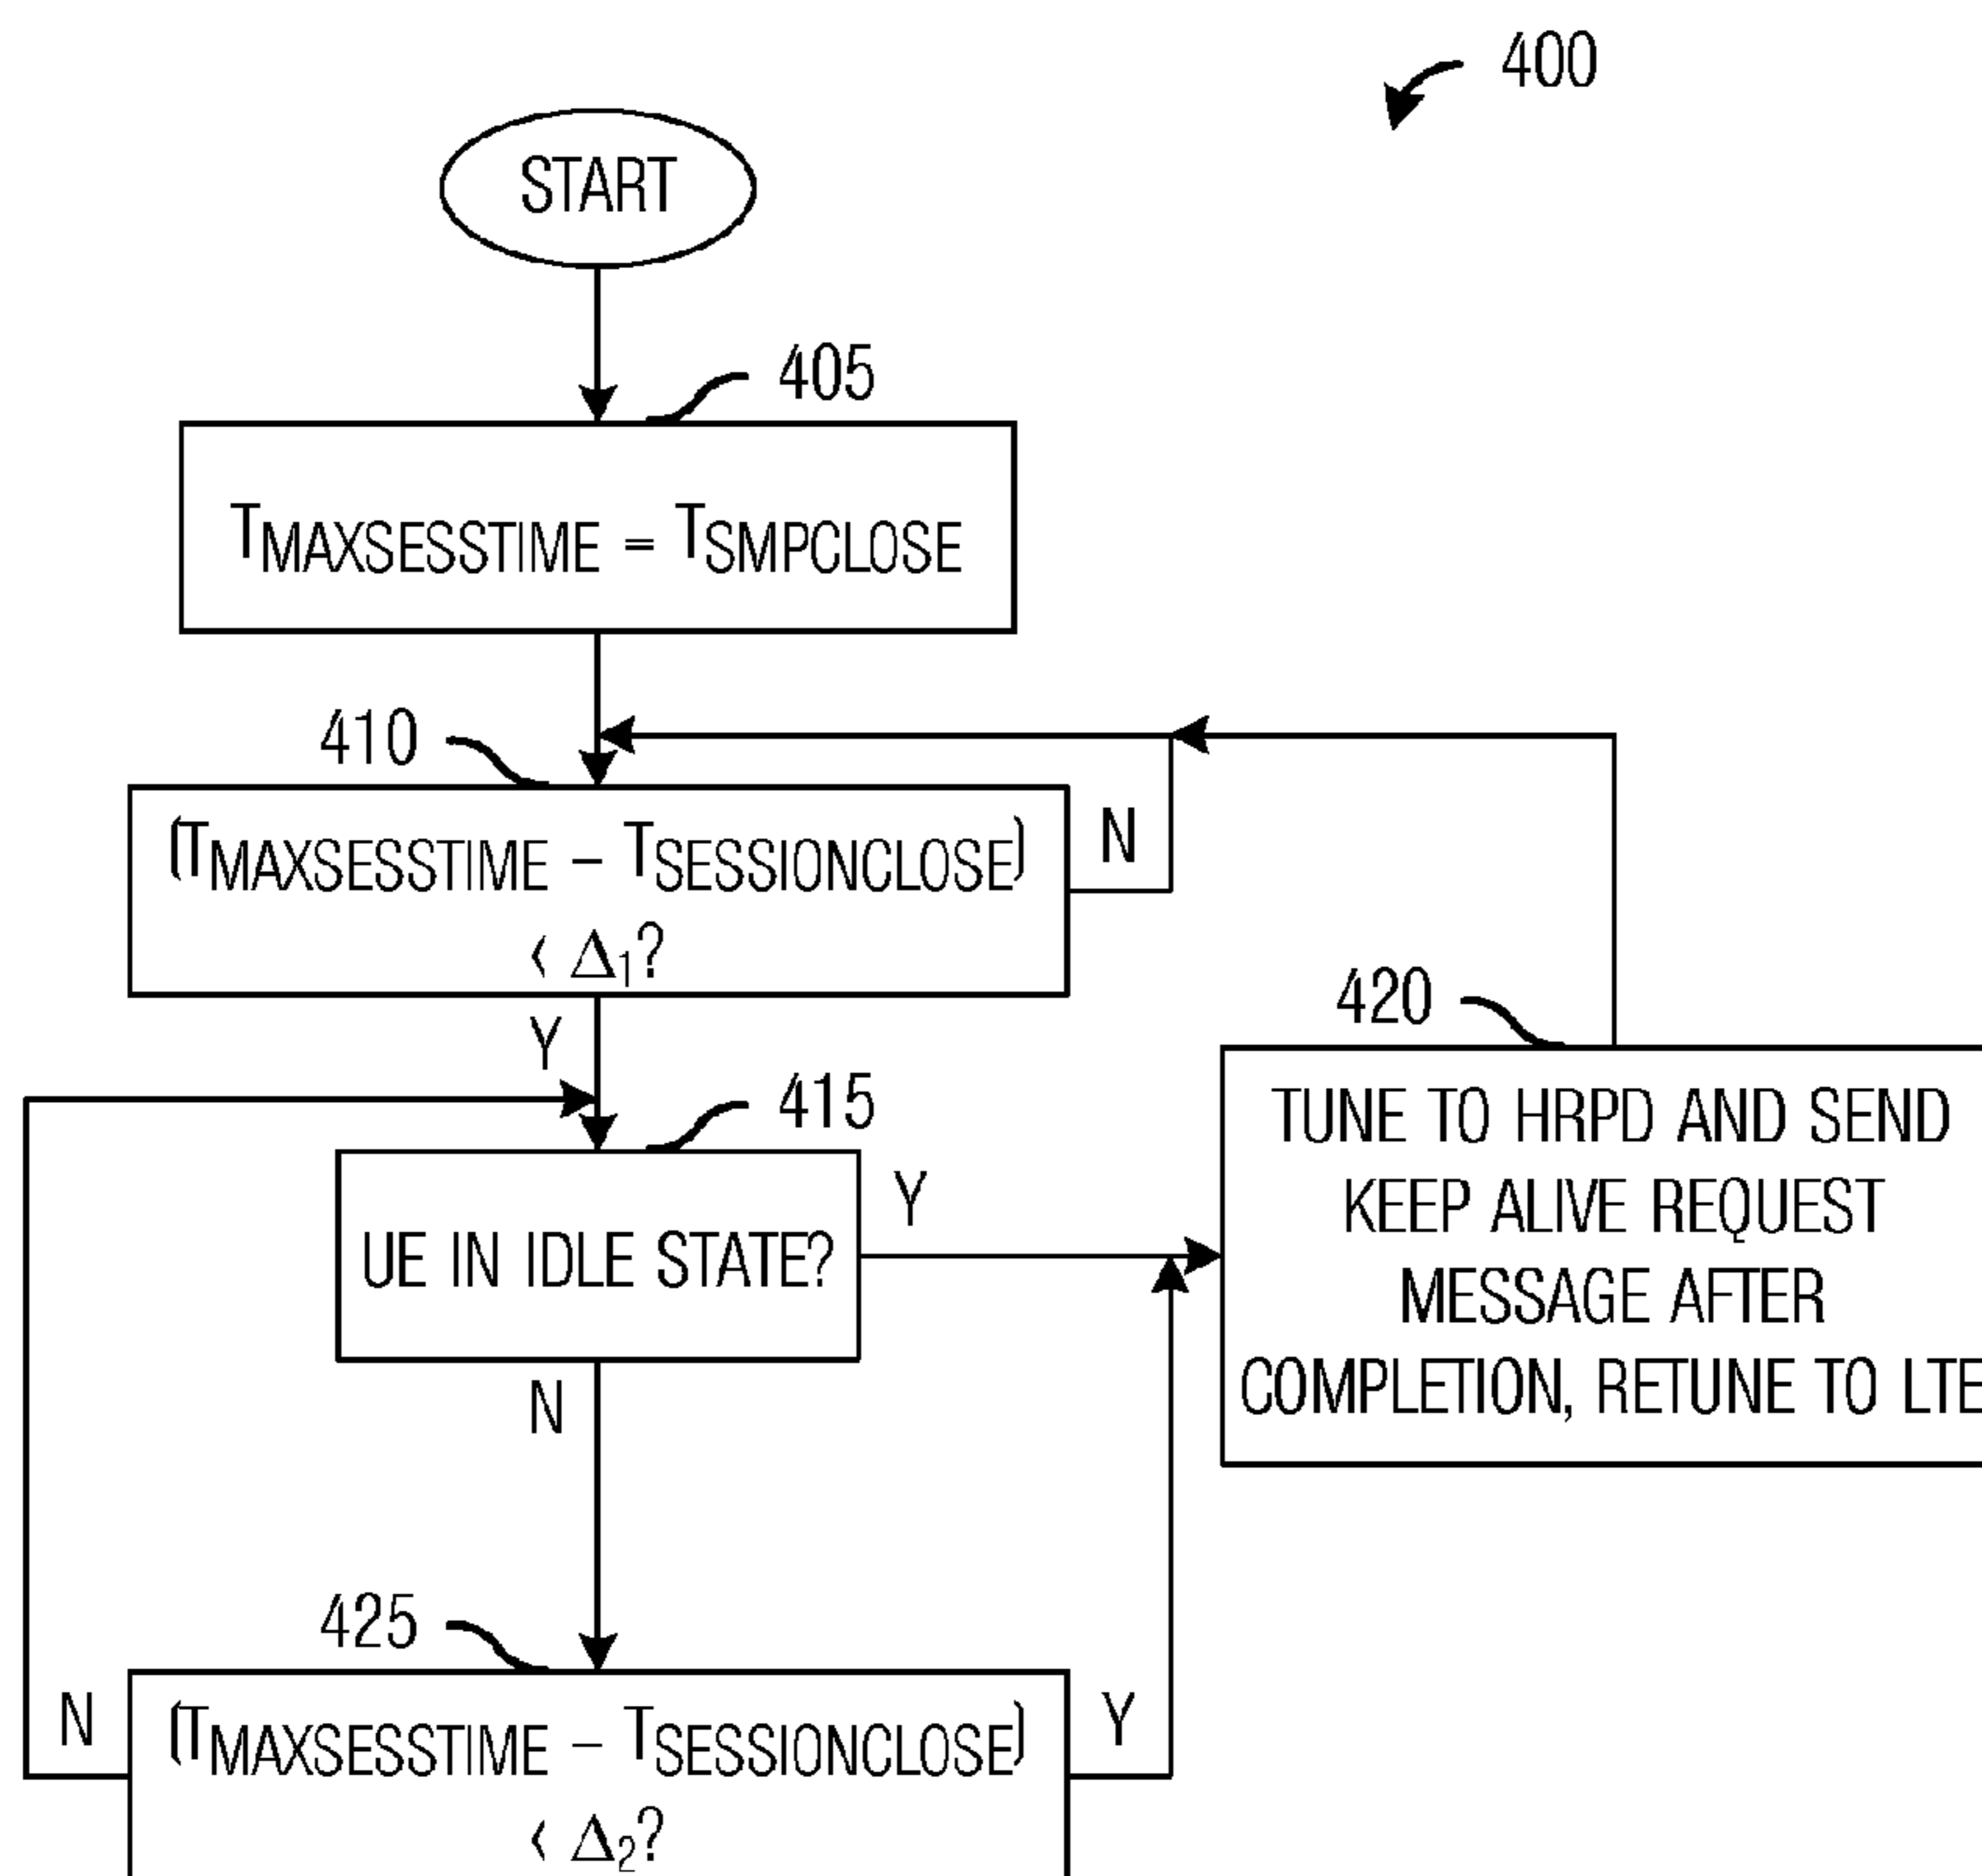 400
START
405
TMAXSESSTIME = TSMPCLOSE
410
(TMAXSESSTIME – TSESSIONCLOSE)
< Δ1?
N
Y
415
UE IN IDLE STATE?
Y
N
420
TUNE TO HRPD AND SEND
KEEP ALIVE REQUEST
MESSAGE AFTER
COMPLETION, RETUNE TO LTE
425
(TMAXSESSTIME – TSESSIONCLOSE)
< Δ2?
N
Y